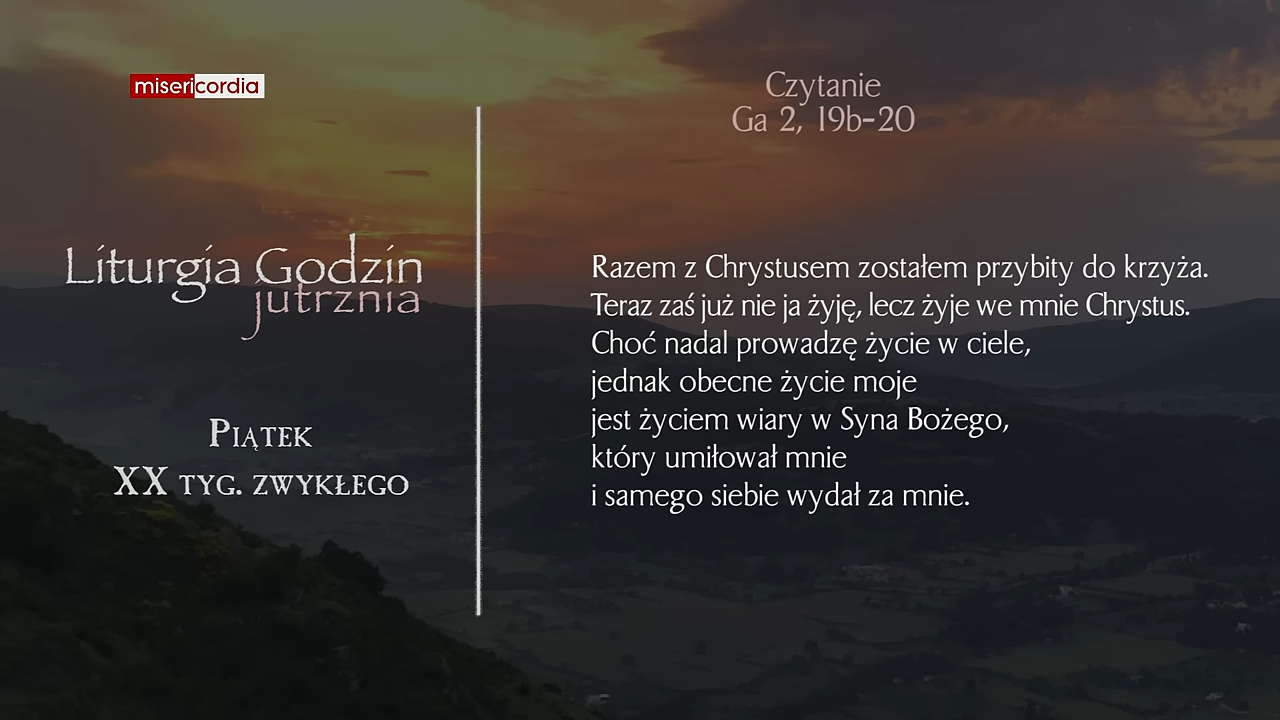 misericordia
Liturgia Godzin
jutrznia
Piątek
XX tyg. zwykłego
Czytanie
Ga 2, 19b-20
Razem z Chrystusem zostałem przybity do krzyża.
Teraz zaś już nie ja żyję, lecz żyje we mnie Chrystus.
Choć nadal prowadzę życie w ciele,
jednak obecne życie moje
jest życiem wiary w Syna Bożego,
który umiłował mnie
i samego siebie wydał za mnie.